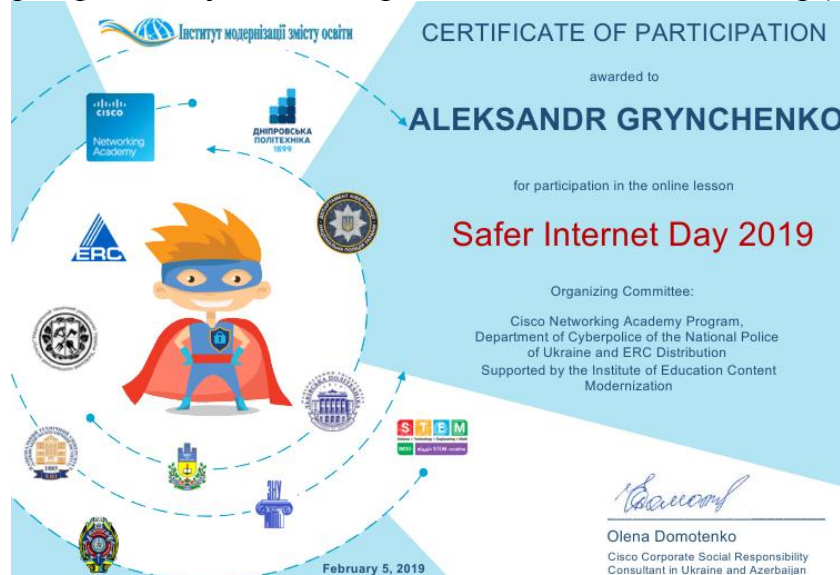 Інститут модернізації змісту освіти
CERTIFICATE OF PARTICIPATION
awarded to
ALEKSANDR GRYNCHENKO
for participation in the online lesson
Safer Internet Day 2019
Organizing Committee:
Cisco Networking Academy Program,
Department of Cyberpolice of the National Police
of Ukraine and ERC Distribution
Supported by the Institute of Education Content
Modernization
CISCO
Networking
Academy
ДНІПРОВСЬКА
ПОЛІТЕХНІКА
1899
ERC
STEM
ЗНУ
1885
February 5, 2019
Olena Domotenko
Cisco Corporate Social Responsibility
Consultant in Ukraine and Azerbaijan